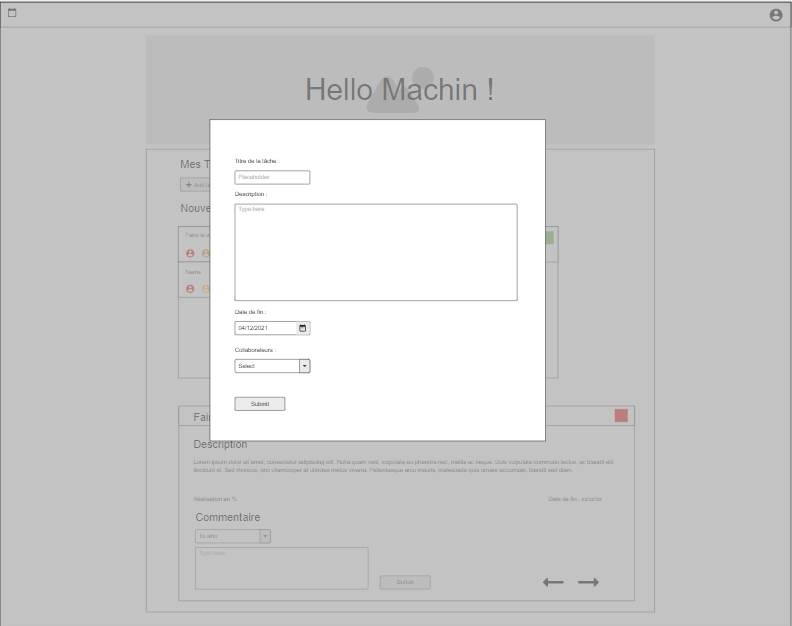 Hello Machin !
Mes T
Add
Nouve
Titre de la tâche :
Placeholder
Description :
Type here
Faire la
Name
Date de fin :
04/12/2021
Collaborateurs :
Select
Submit
Fai
Description
Lorem ipsum dolor sit amet, consectetur adipiscing elit. Nulla quam velit, vulputate eu pharetra nec, mattis ac neque. Duis vulputate commodo lectus, ac blandit elit
tincidunt id. Sed rhoncus, orci ullamcorper at ultricies metus viverra. Pellentesque arcu mauris, malesuada quis ornare accumsan, blandit sed diam.
Réalisation en %
Date de fin : xx/xx/xx
Commentaire
to who
Type here
Button